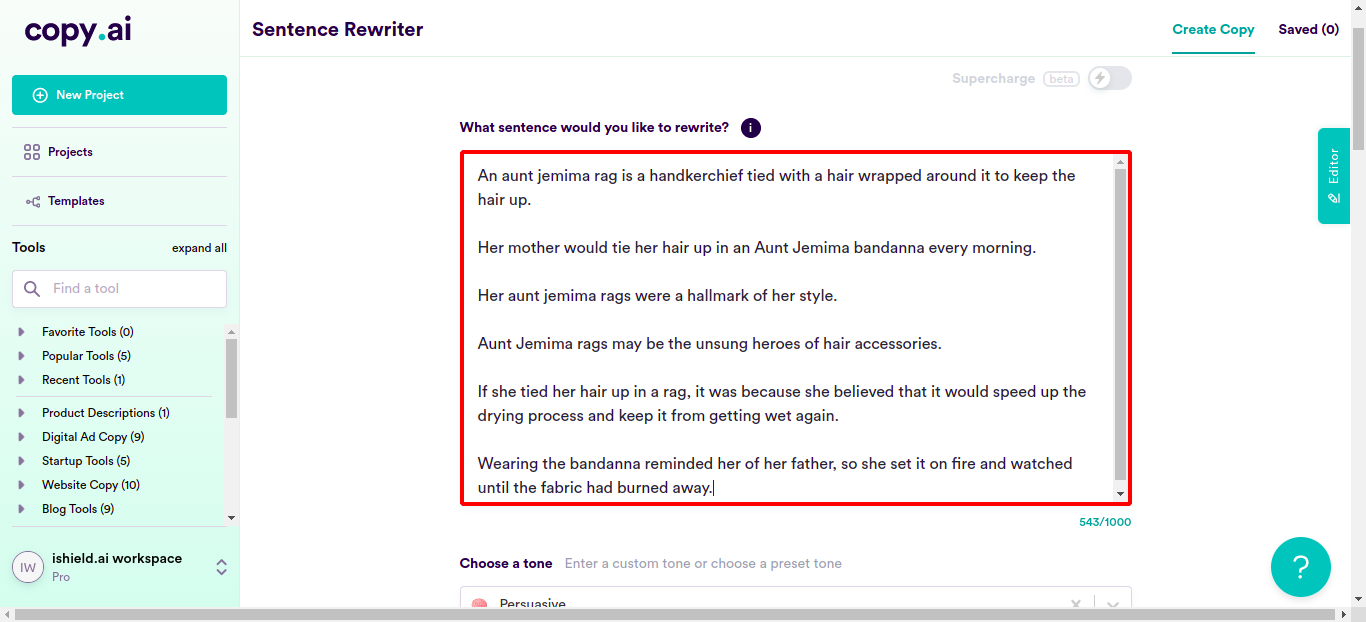 copy.ai
Sentence Rewriter
Create Copy
Saved (0)
New Project
Supercharge beta
What sentence would you like to rewrite? i
Projects
Templates
Tools
expand all
Find a tool
Favorite Tools (0)
Popular Tools (5)
Recent Tools (1)
Product Descriptions (1)
Digital Ad Copy (9)
Startup Tools (5)
Website Copy (10)
Blog Tools (9)
IW
ishield.ai workspace
Pro
An aunt jemima rag is a handkerchief tied with a hair wrapped around it to keep the
hair up.
Her mother would tie her hair up in an Aunt Jemima bandanna every morning.
Her aunt jemima rags were a hallmark of her style.
Aunt Jemima rags may be the unsung heroes of hair accessories.
If she tied her hair up in a rag, it was because she believed that it would speed up the
drying process and keep it from getting wet again.
Wearing the bandanna reminded her of her father, so she set it on fire and watched
until the fabric had burned away.
543/1000
Choose a tone Enter a custom tone or choose a preset tone
Persuasive
Editor
?